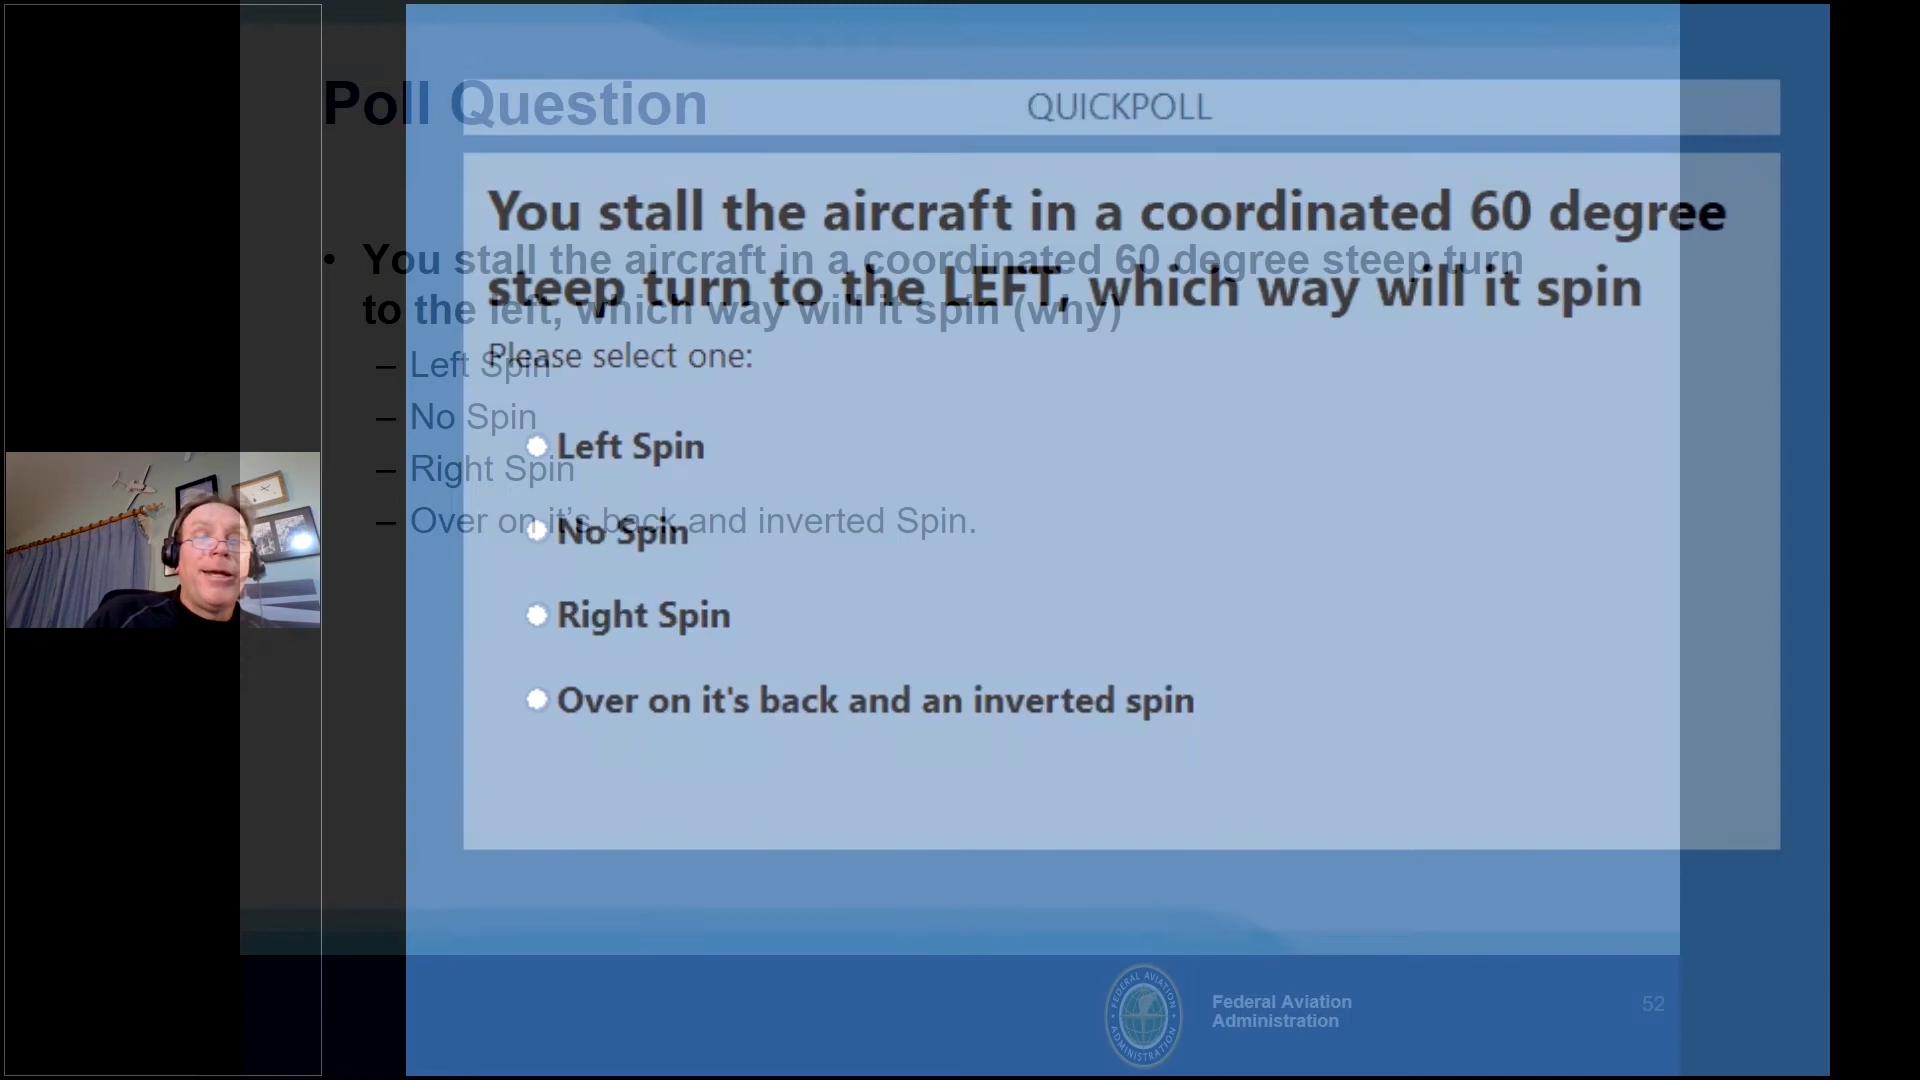 Poll Question
• You stall the aircraft in a coordinated 60 degree steep turn
to the left, which way will it spin (why)
– Left Spin
– No Spin
– Right Spin
– Over on it's back and inverted Spin.
QUICKPOLL
You stall the aircraft in a coordinated 60 degree
steep turn to the LEFT, which way will it spin
Please select one:
Left Spin
No Spin
Right Spin
Over on it's back and an inverted spin
FEDERAL AVIATION
ADMINISTRATION
Federal Aviation
Administration
52